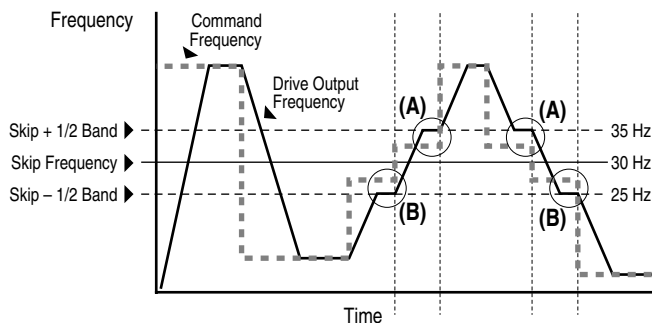 Frequency
Command
Frequency
Drive Output
Frequency
(A)
(A)
Skip + 1/2 Band
35 Hz
Skip Frequency
30 Hz
Skip – 1/2 Band
25 Hz
(B)
(B)
Time